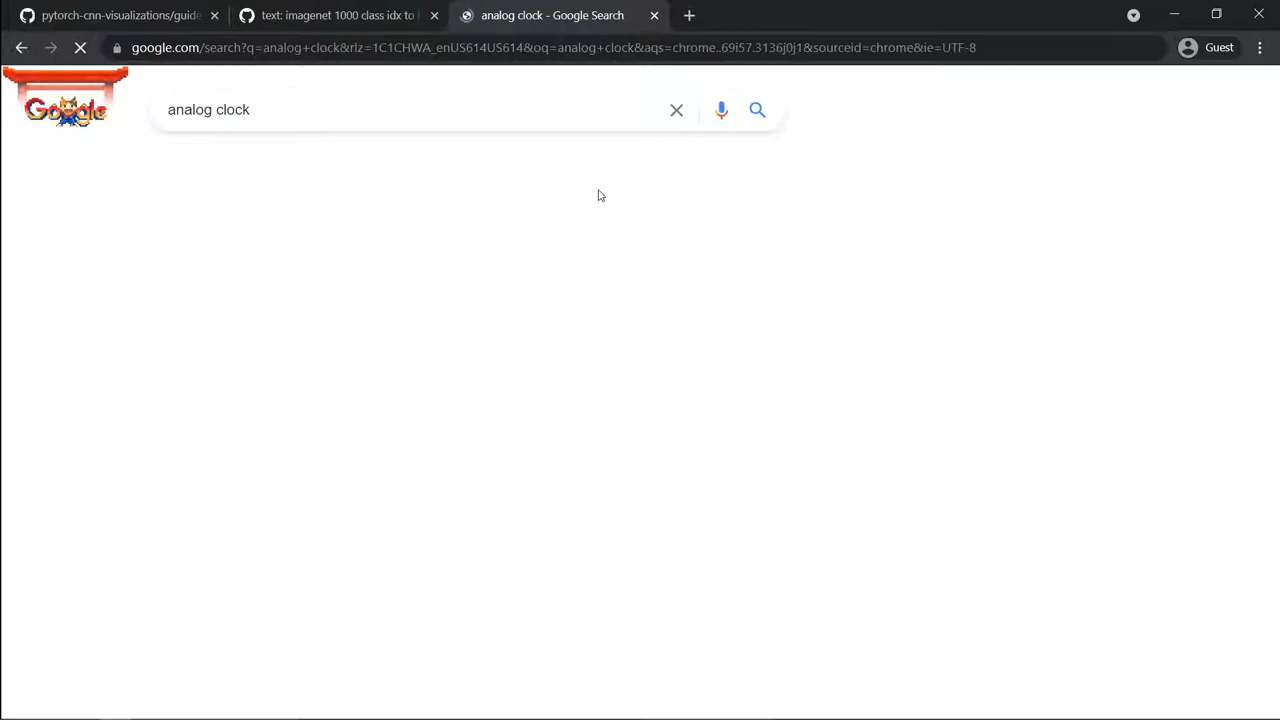 pytorch-cnn-visualizations/guide
text: imagenet 1000 class idx to l
analog clock - Google Search
google.com/search?q=analog+clock&rlz=1C1CHWA_enUS614US614&oq=analog+clock&aqs=chrome..69i57.3136j0j1&sourceid=chrome&ie=UTF-8
Guest
Google
analog clock